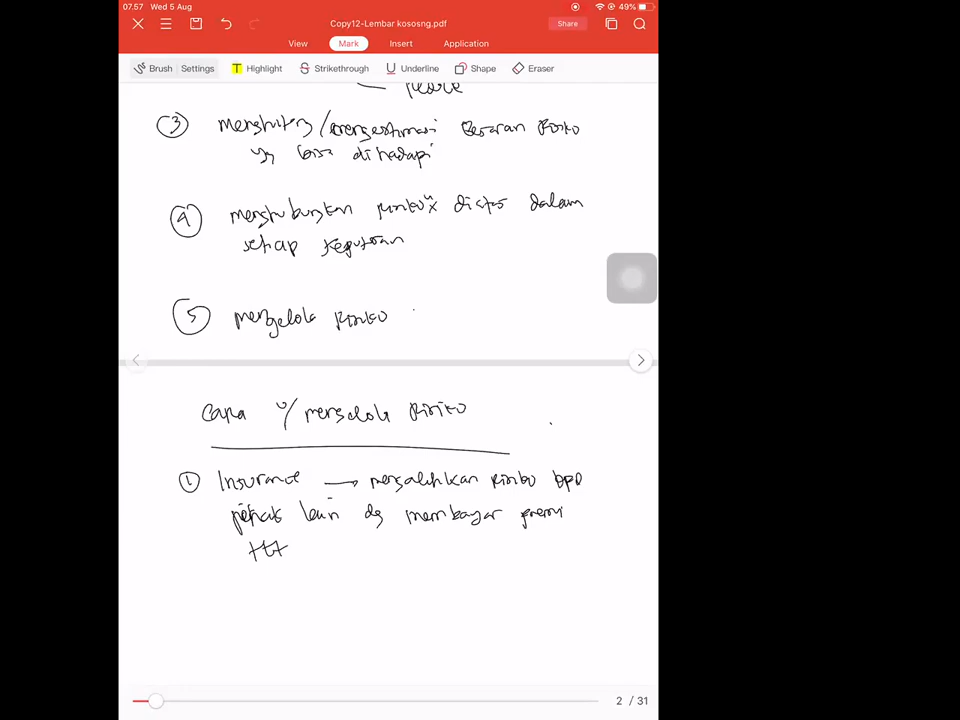 07.57 Wed 5 Aug
49%
Copy12-Lembar kososng.pdf
Share
View Mark Insert Application
Brush Settings Highlight Strikethrough Underline Shape Eraser
3 menghitung/mengestimasi besaran Risiko
yg bisa dihadapi
4 menghubungkan diatas dalam
setiap keputusan
5 mengelola Risiko
Cara u/ mengelola Risiko
1 Insurance → mengalihkan Risiko kpd
pihak lain dg membayar premi
ttt
2 / 31